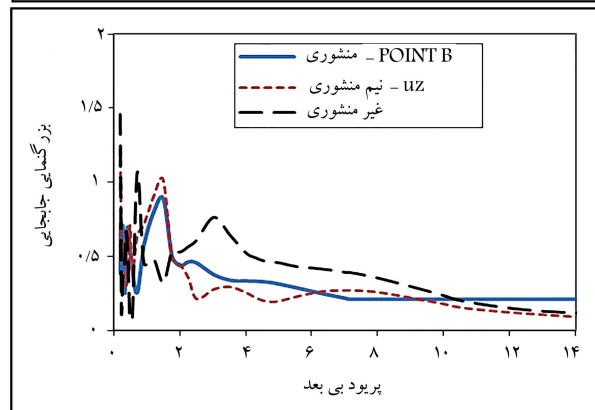 ۲
۱/۵
۱
۰/۵
۰
بزرگنمایی جابجایی
منشوری – POINT B
نیم منشوری – uz
غیر منشوری
۰ ۲ ۴ ۶ ۸ ۱۰ ۱۲ ۱۴
پریود بی بعد